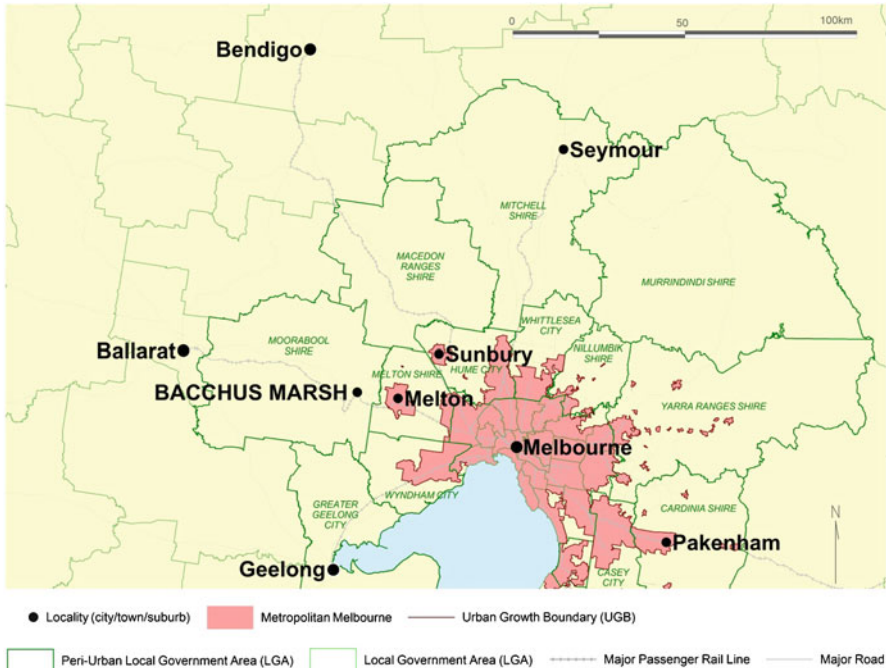 0 50 100km
Bendigo
Seymour
MITCHELL
SHIRE
MACEDON
RANGES
SHIRE
MURRINDINDI SHIRE
WHITTLESEA
CITY
MOORABOOL
SHIRE
Ballarat
Sunbury
NILLUMBIK
SHIRE
MELTON SHIRE
HUME CITY
BACCHUS MARSH
Melton
YARRA RANGES SHIRE
Melbourne
WYNDHAM CITY
GREATER
GEELONG
CITY
CARDINIA SHIRE
N
Pakenham
Geelong
CASEY
CITY
Locality (city/town/suburb) Metropolitan Melbourne Urban Growth Boundary (UGB)
Peri-Urban Local Government Area (LGA) Local Government Area (LGA) Major Passenger Rail Line Major Road